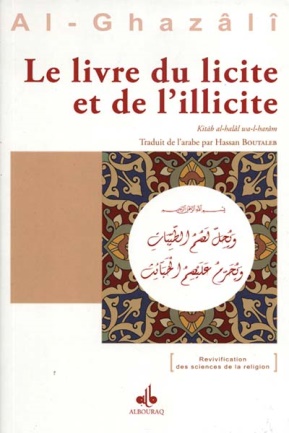 Al-Ghazâlî
Le livre du licite
et de l'illicite
Kitâb al-halâl wa-l-harâm
Traduit de l'arabe par Hassan BOUTALEB
بسم الله الرحمن الرحيم
ويحل لهم الطيبات
ويحرم عليهم الخبائث
[ Revivification
des sciences de la religion ]
ALBOURAQ